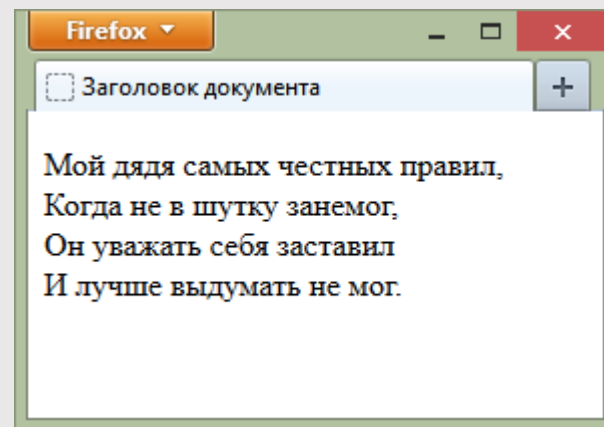 Firefox
Заголовок документа
Мой дядя самых честных правил,
Когда не в шутку занемог,
Он уважать себя заставил
И лучше выдумать не мог.